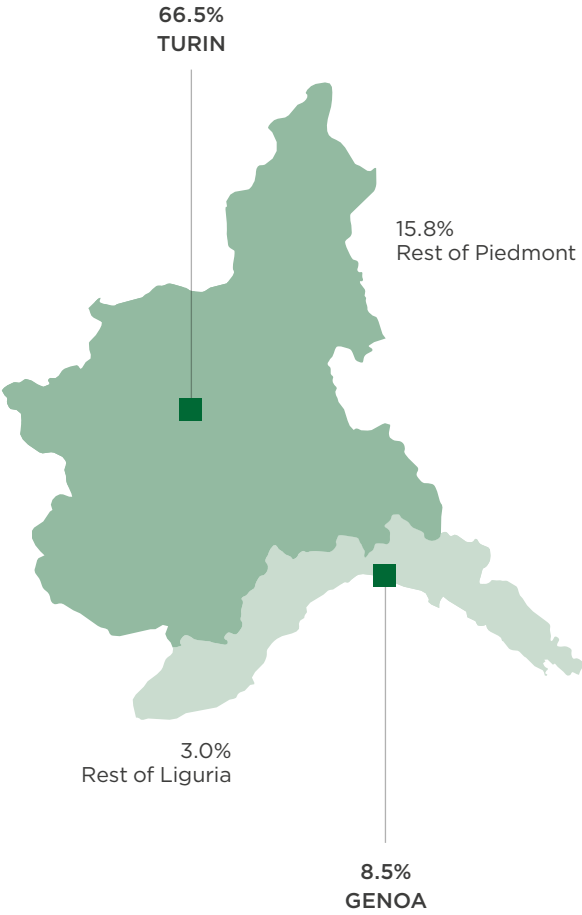 66.5%
TURIN
15.8%
Rest of Piedmont
3.0%
Rest of Liguria
8.5%
GENOA